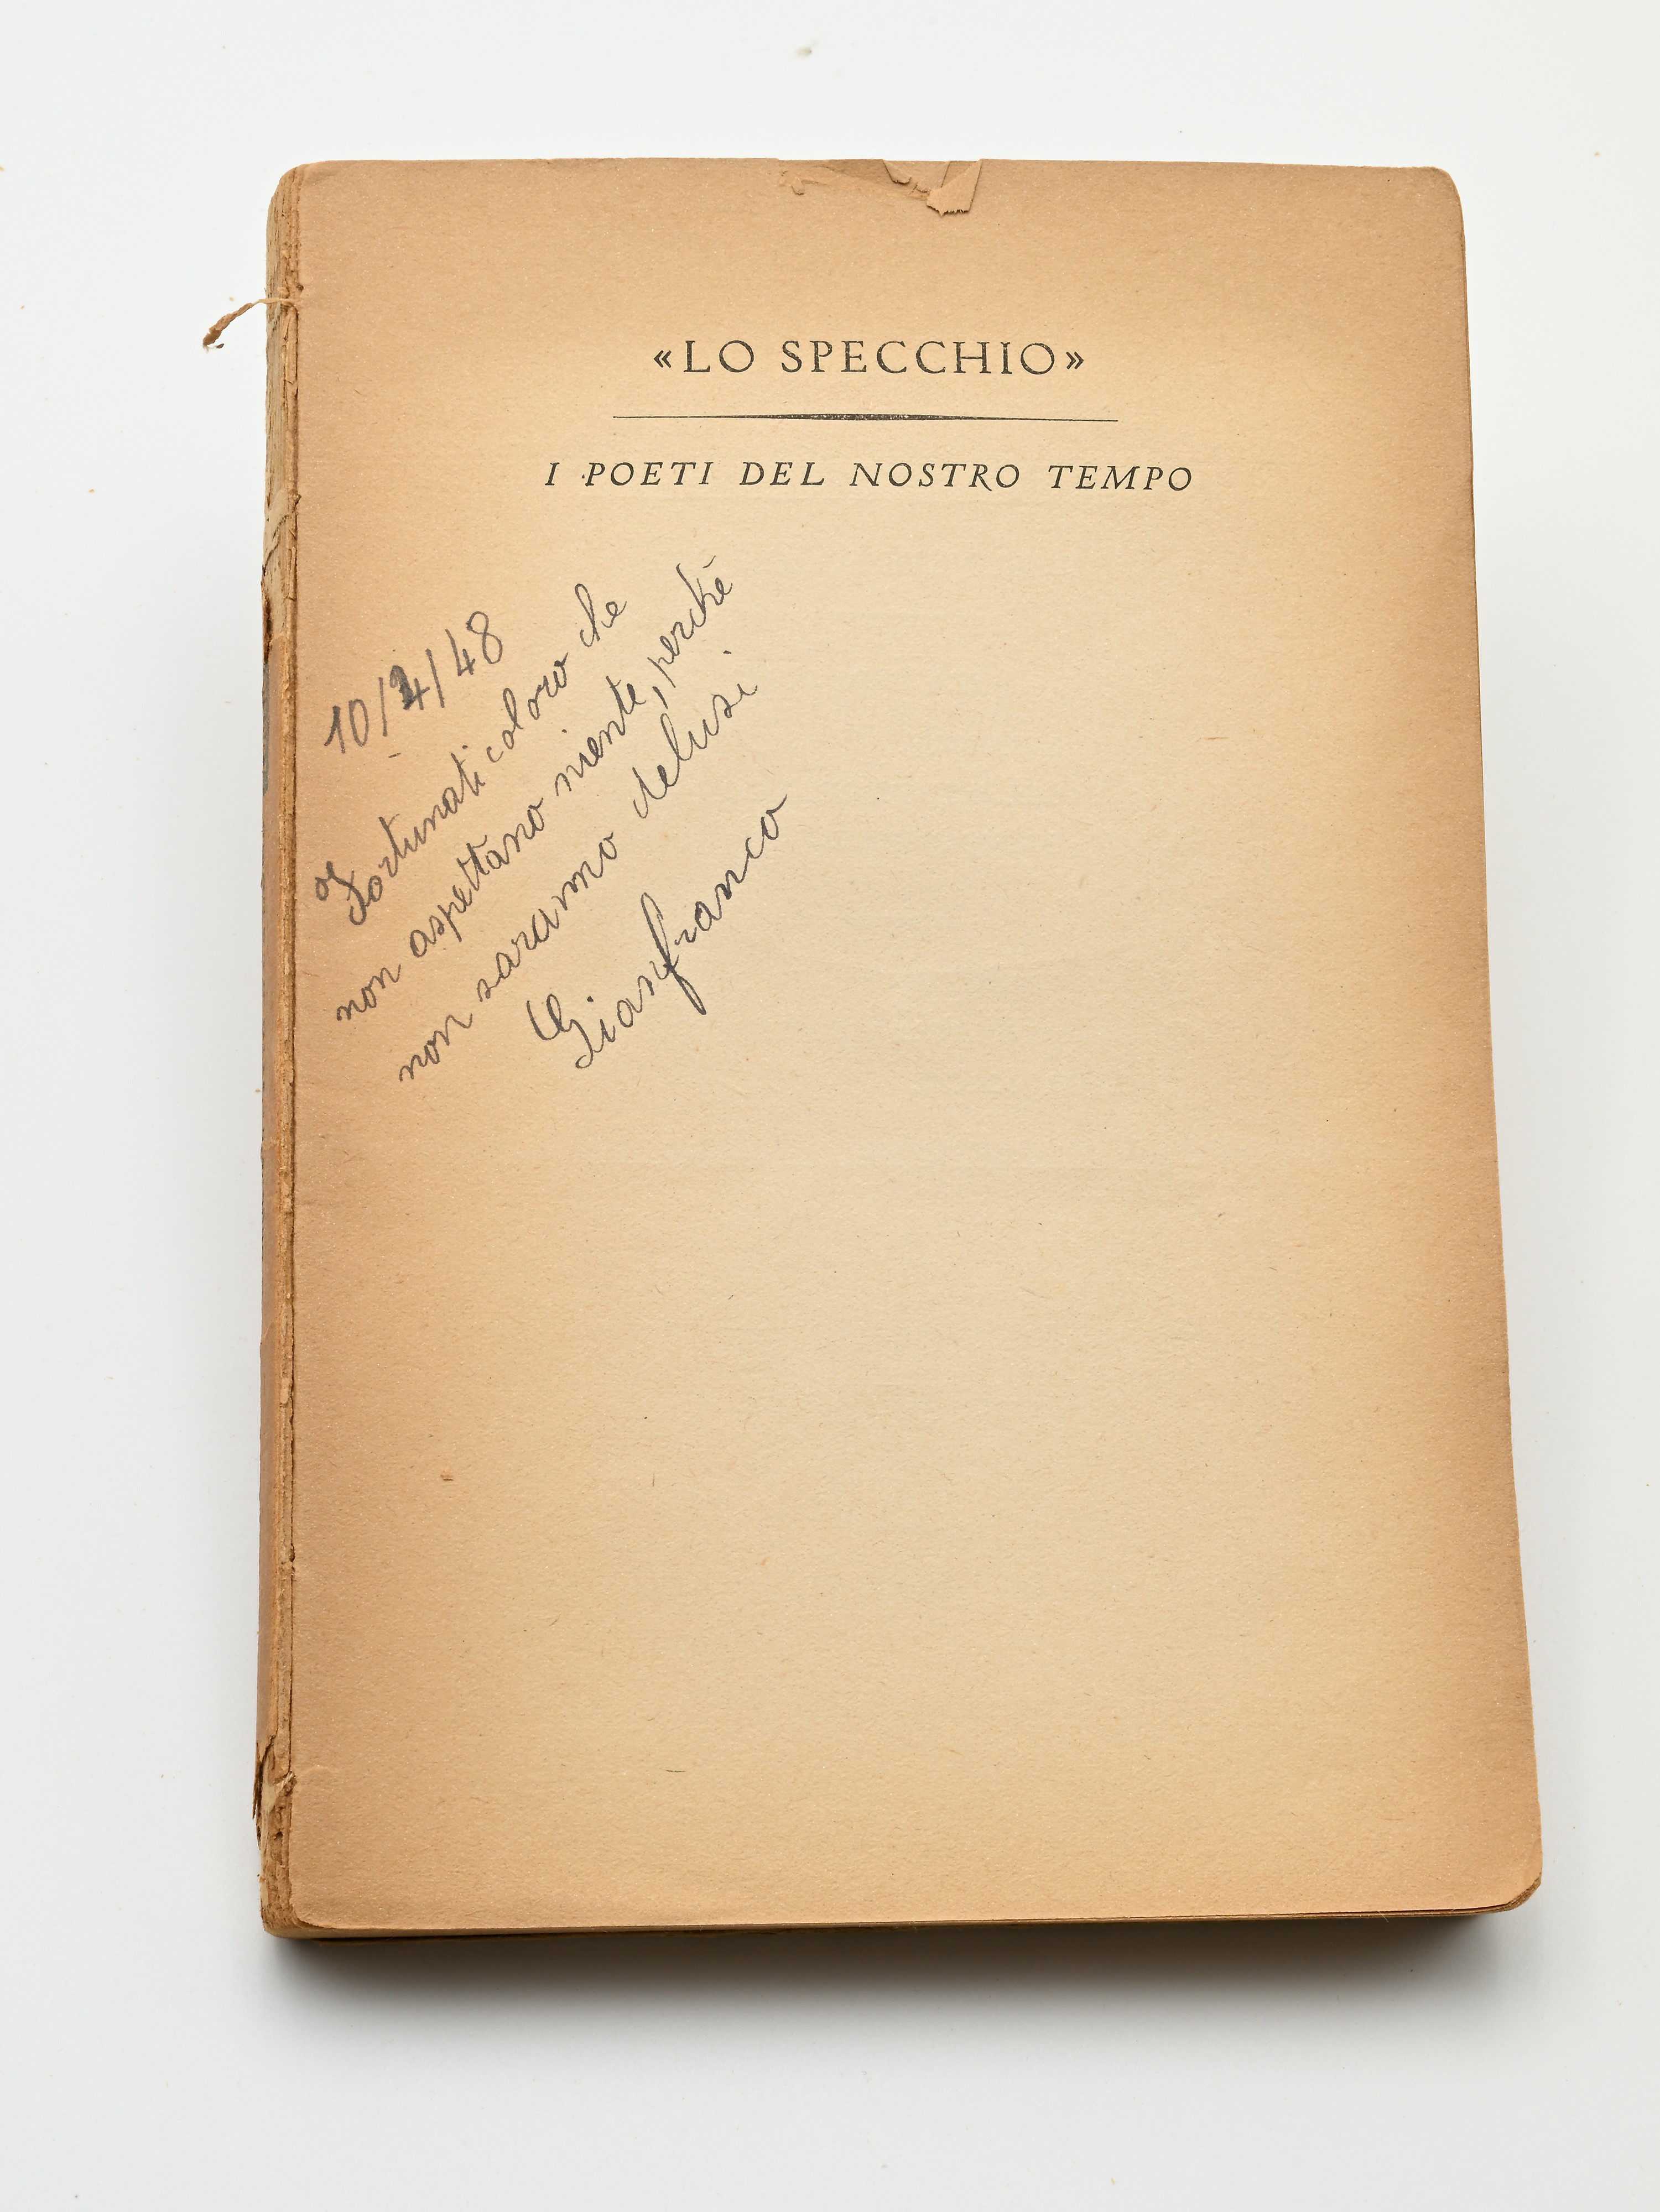 «LO SPECCHIO»
I POETI DEL NOSTRO TEMPO
10/4/48
Fortunati coloro che
non aspettano niente, perchè
non saranno delusi
Gianfranco